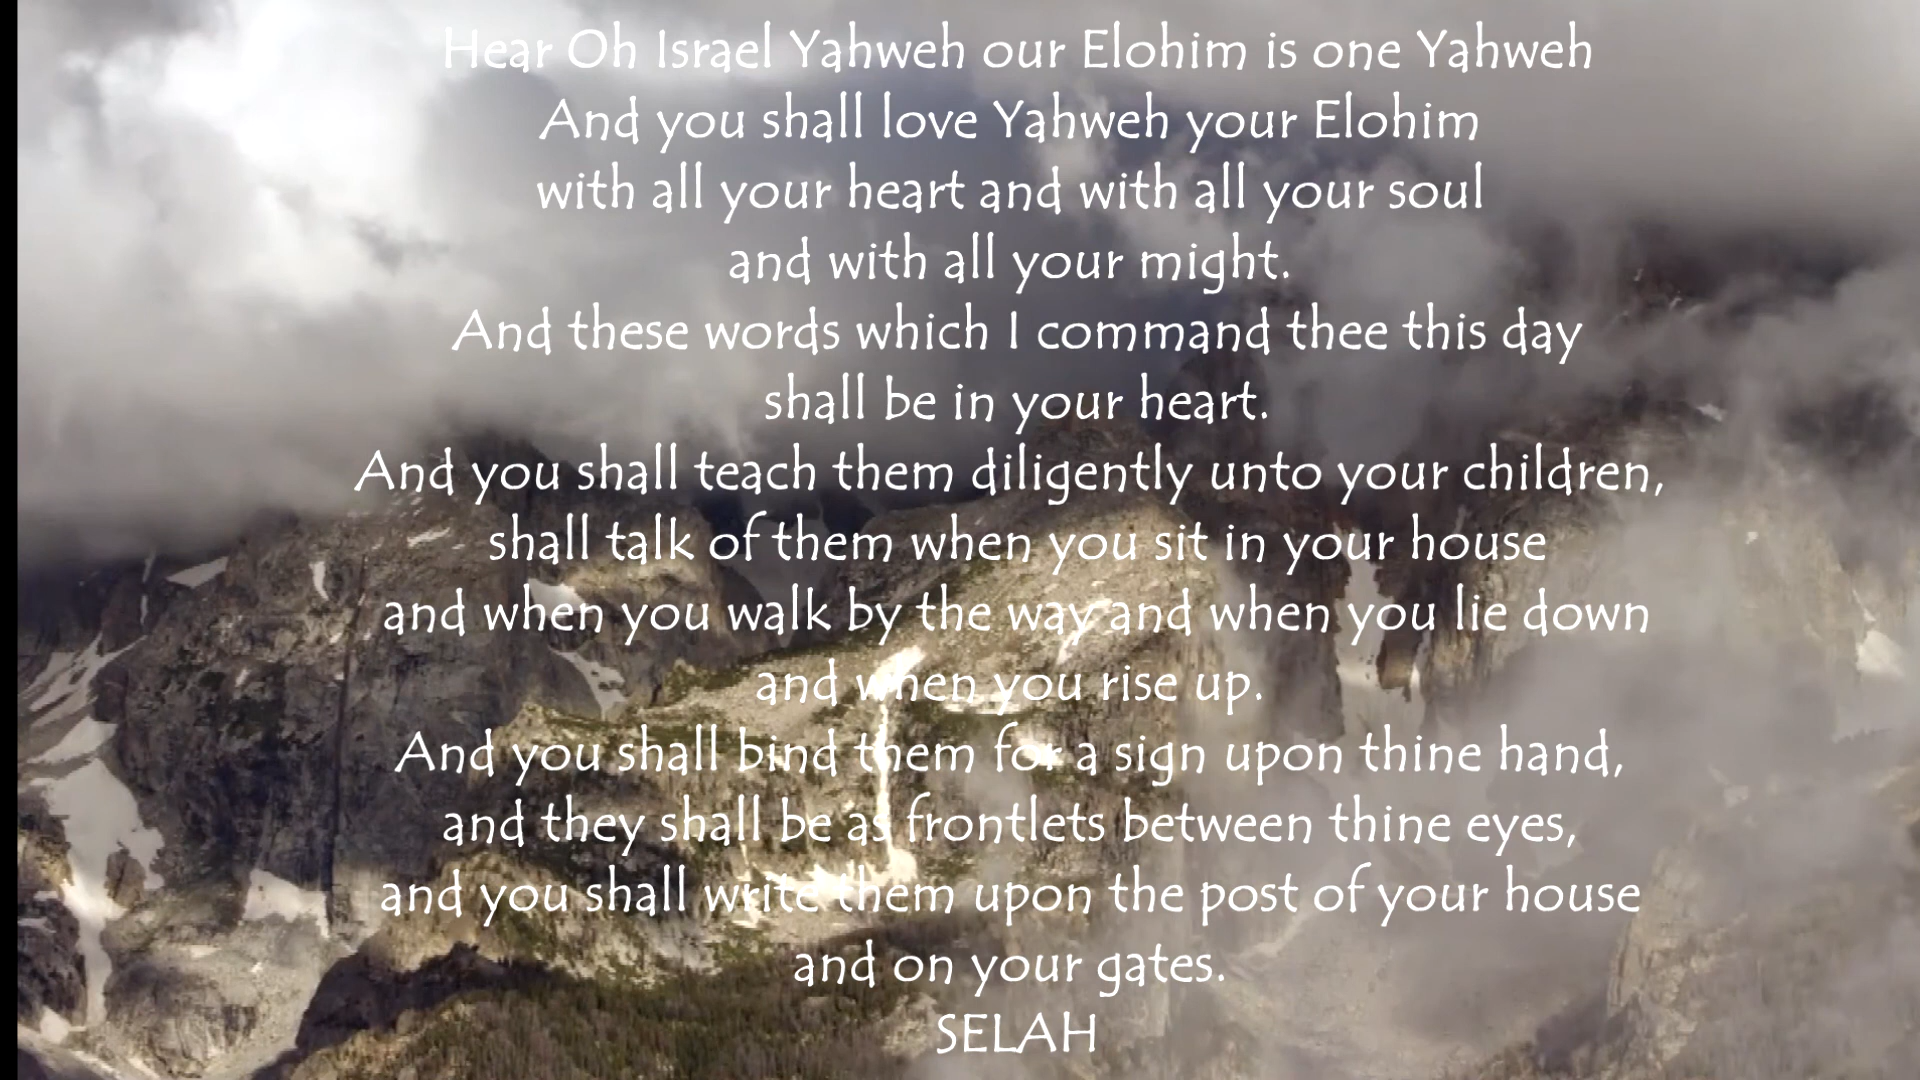 Hear Oh Israel Yahweh our Elohim is one Yahweh
And you shall love Yahweh your Elohim
with all your heart and with all your soul
and with all your might.
And these words which I command thee this day
shall be in your heart.
And you shall teach them diligently unto your children,
shall talk of them when you sit in your house
and when you walk by the way and when you lie down
and when you rise up.
And you shall bind them for a sign upon thine hand,
and they shall be as frontlets between thine eyes,
and you shall write them upon the post of your house
and on your gates.
SELAH